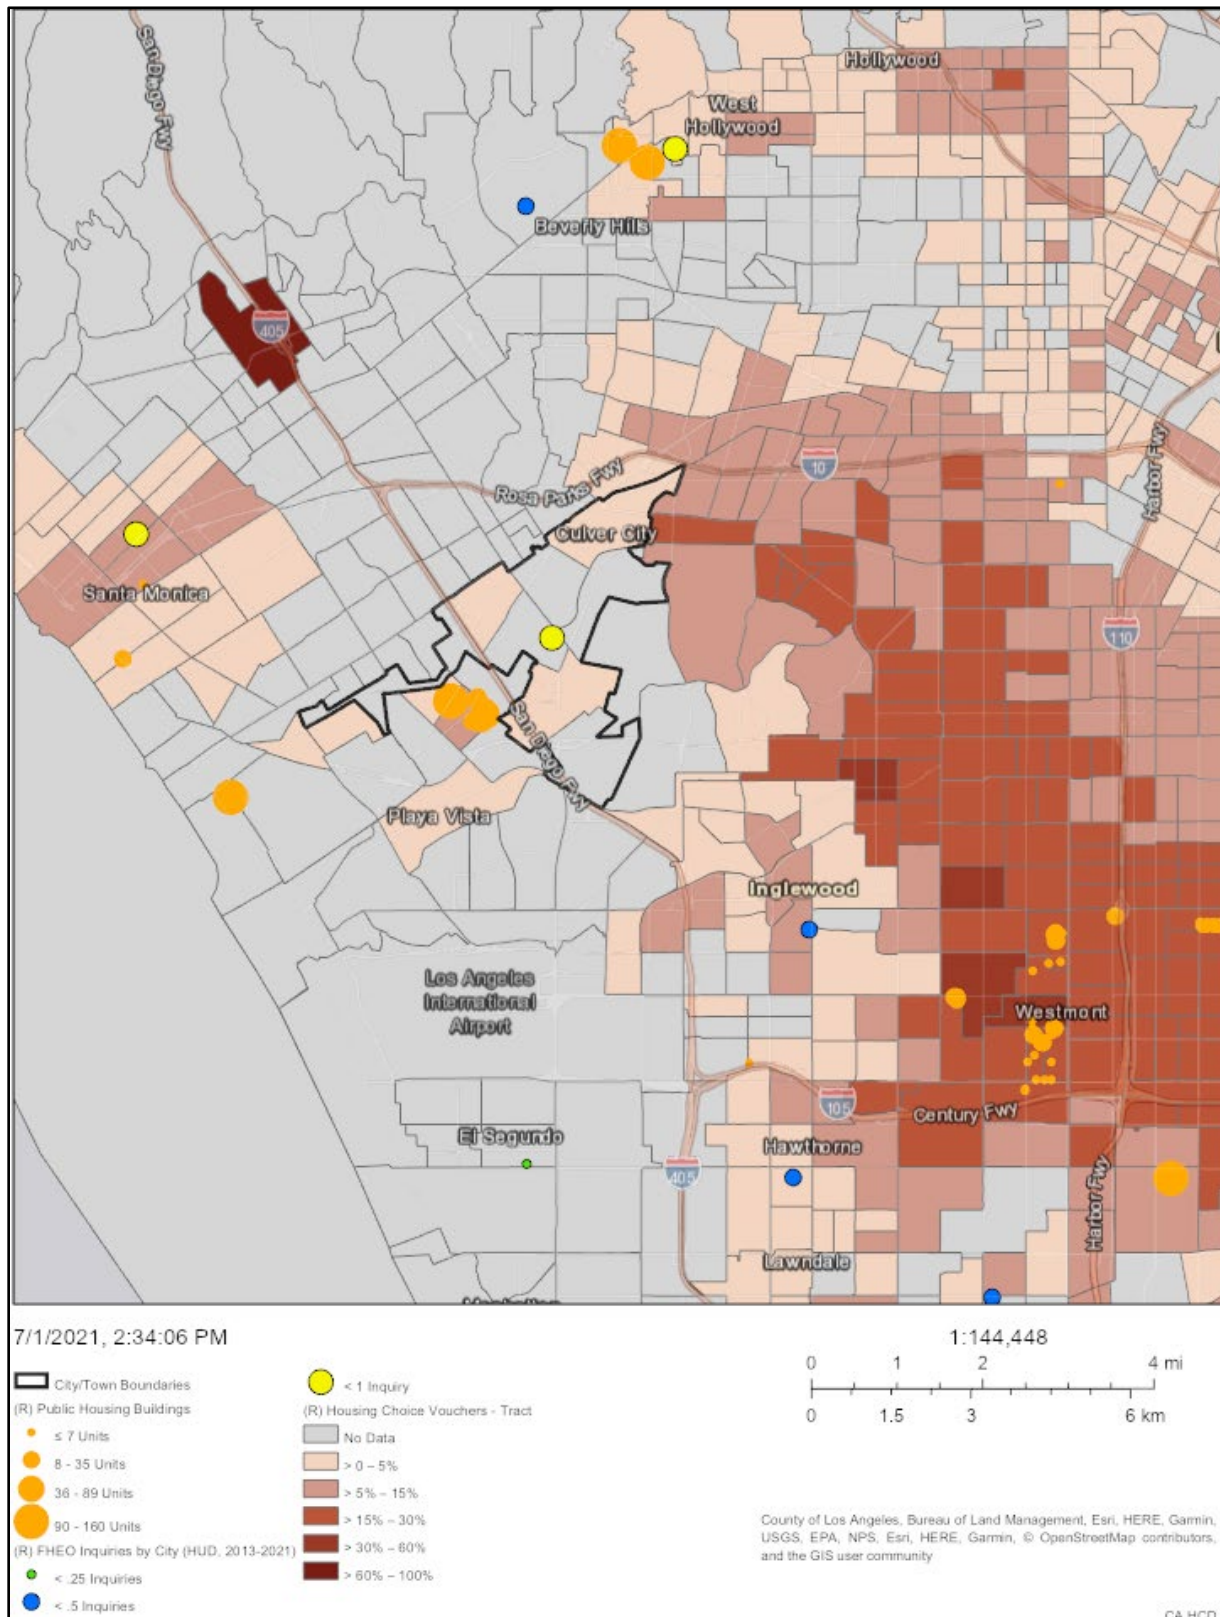 San Diego Fwy
Hollywood
West
Hollywood
Beverly Hills
405
10
Rosa Parks Fwy
Harbor Fwy
Culver City
Santa Monica
110
San Diego Fwy
Playa Vista
Inglewood
Los Angeles
International
Airport
Westmont
105
Century Fwy
El Segundo
Hawthorne
405
Harbor Fwy
Lawndale
7/1/2021, 2:34:06 PM
1:144,448
0 1 2 4 mi
0 1.5 3 6 km
City/Town Boundaries
(R) Public Housing Buildings
≤ 7 Units
8 - 35 Units
36 - 89 Units
90 - 160 Units
(R) FHEO Inquiries by City (HUD, 2013-2021)
< .25 Inquiries
< .5 Inquiries
< 1 Inquiry
(R) Housing Choice Vouchers - Tract
No Data
> 0 – 5%
> 5% – 15%
> 15% – 30%
> 30% – 60%
> 60% – 100%
County of Los Angeles, Bureau of Land Management, Esri, HERE, Garmin,
USGS, EPA, NPS, Esri, HERE, Garmin, © OpenStreetMap contributors,
and the GIS user community
CA HCD